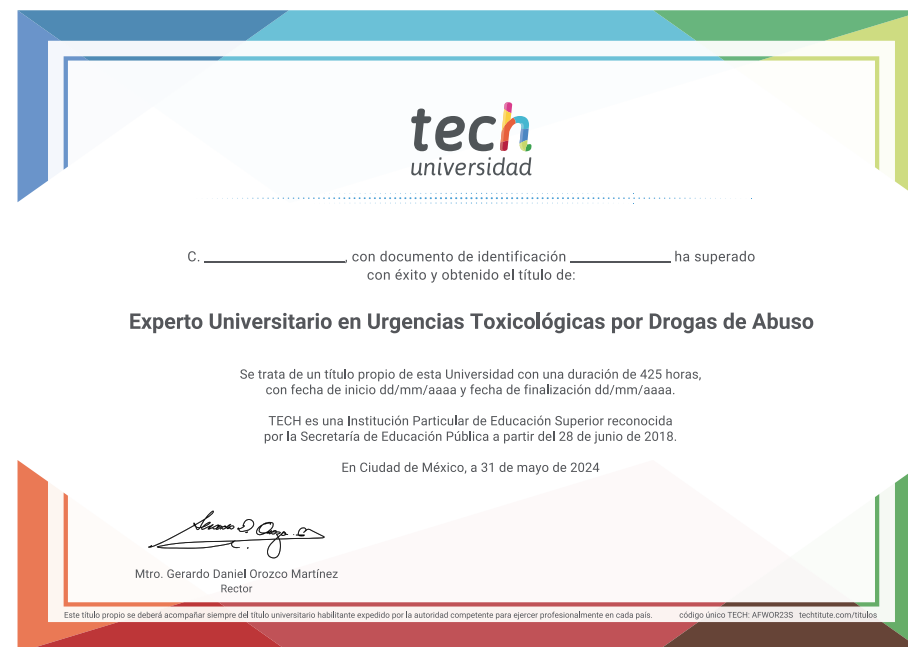 tech
universidad
C. ____________, con documento de identificación ____________ ha superado
con éxito y obtenido el título de:
Experto Universitario en Urgencias Toxicológicas por Drogas de Abuso
Se trata de un título propio de esta Universidad con una duración de 425 horas,
con fecha de inicio dd/mm/aaaa y fecha de finalización dd/mm/aaaa.
TECH es una Institución Particular de Educación Superior reconocida
por la Secretaría de Educación Pública a partir del 28 de junio de 2018.
En Ciudad de México, a 31 de mayo de 2024
Mtro. Gerardo Daniel Orozco Martínez
Rector
Este título propio se deberá acompañar siempre del título universitario habilitante expedido por la autoridad competente para ejercer profesionalmente en cada país. código único TECH: AFWOR23S techtitute.com/titulos